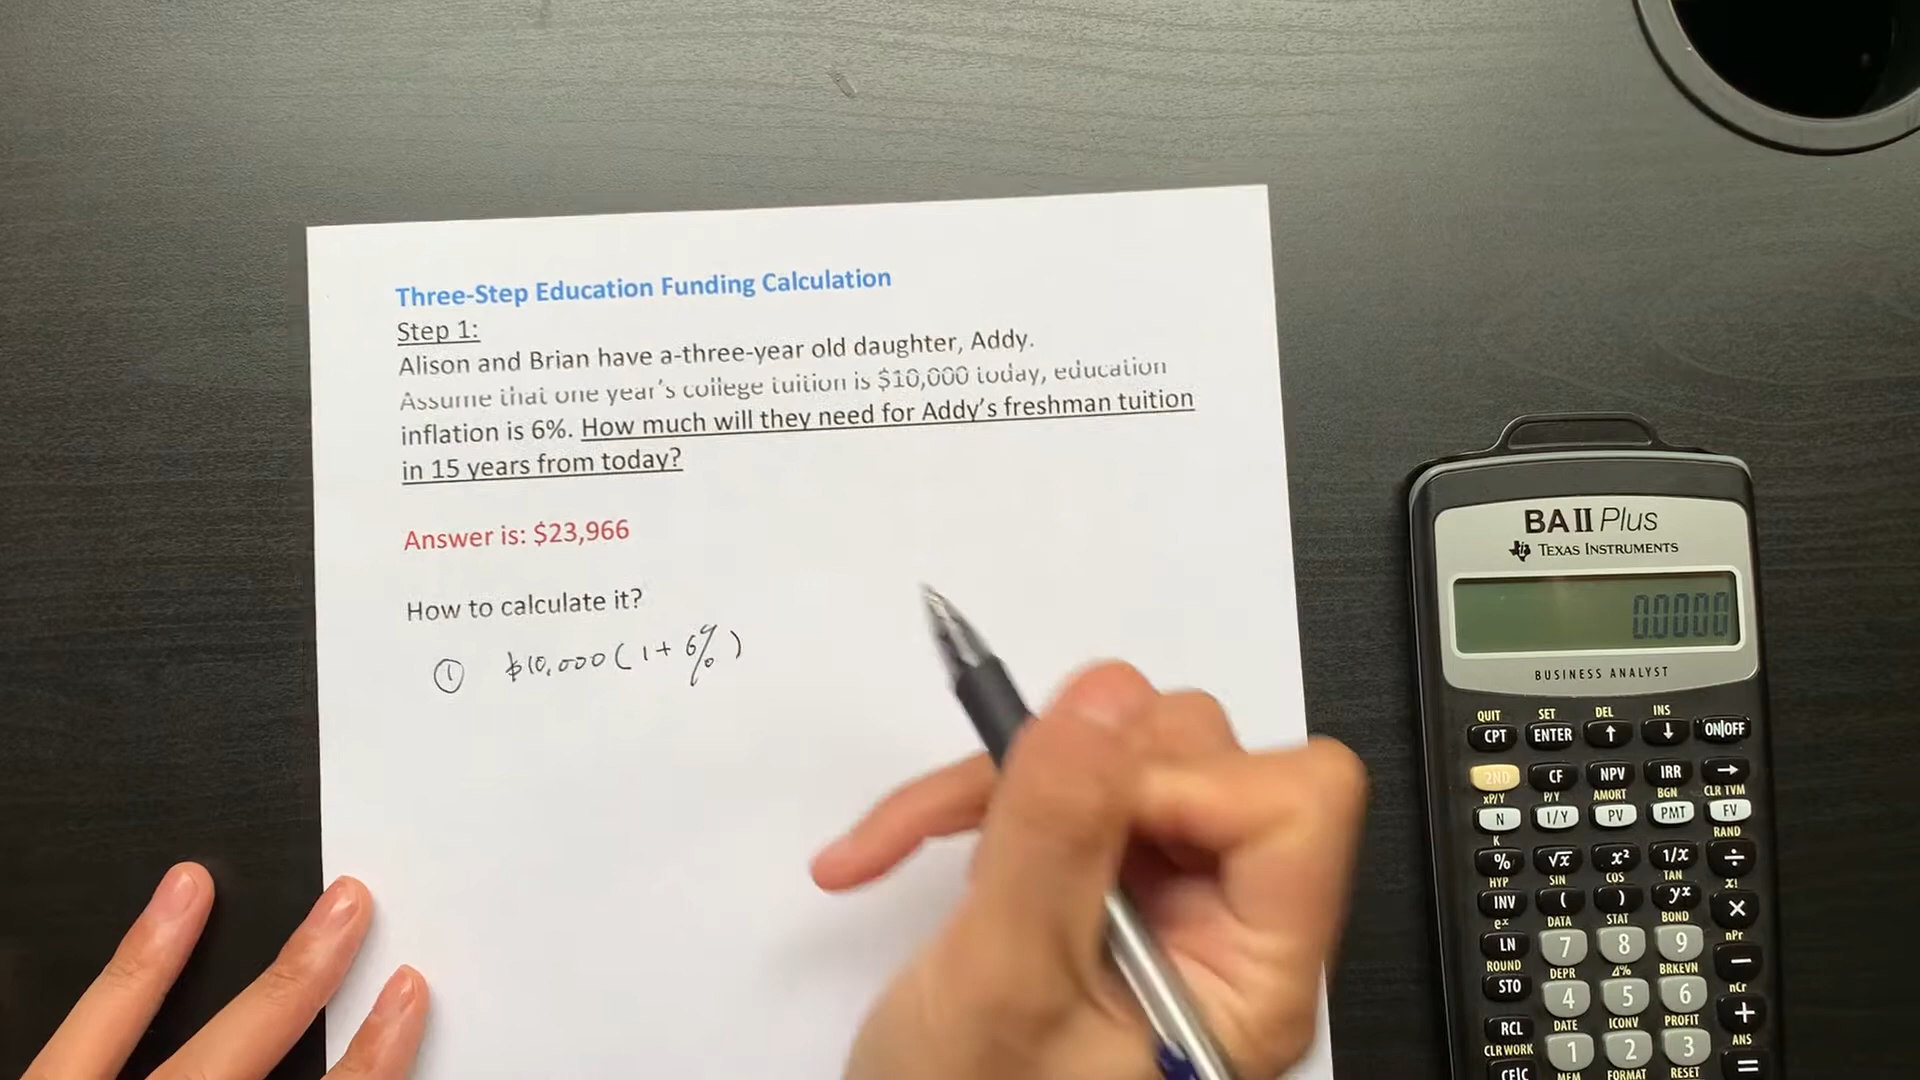 Three-Step Education Funding Calculation
Step 1:
Alison and Brian have a-three-year old daughter, Addy.
Assume that one year's college tuition is $10,000 today, education
inflation is 6%. How much will they need for Addy's freshman tuition
in 15 years from today?
Answer is: $23,966
How to calculate it?
① $10,000 ( 1 + 6% )
BA II Plus
TEXAS INSTRUMENTS
0.0000
BUSINESS ANALYST
QUIT SET DEL INS
CPT ENTER ↑ ↓ ON|OFF
2ND CF NPV IRR →
xP/Y P/Y AMORT BGN CLR TVM
N I/Y PV PMT FV
K RAND
% √x x² 1/x ÷
HYP SIN COS TAN x!
INV ( ) yx ×
eˣ DATA STAT BOND nPr
LN 7 8 9 −
ROUND DEPR Δ% BRKEVN nCr
STO 4 5 6 +
DATE ICONV PROFIT ANS
RCL 1 2 3 =
CLR WORK MEM FORMAT RESET
CE|C